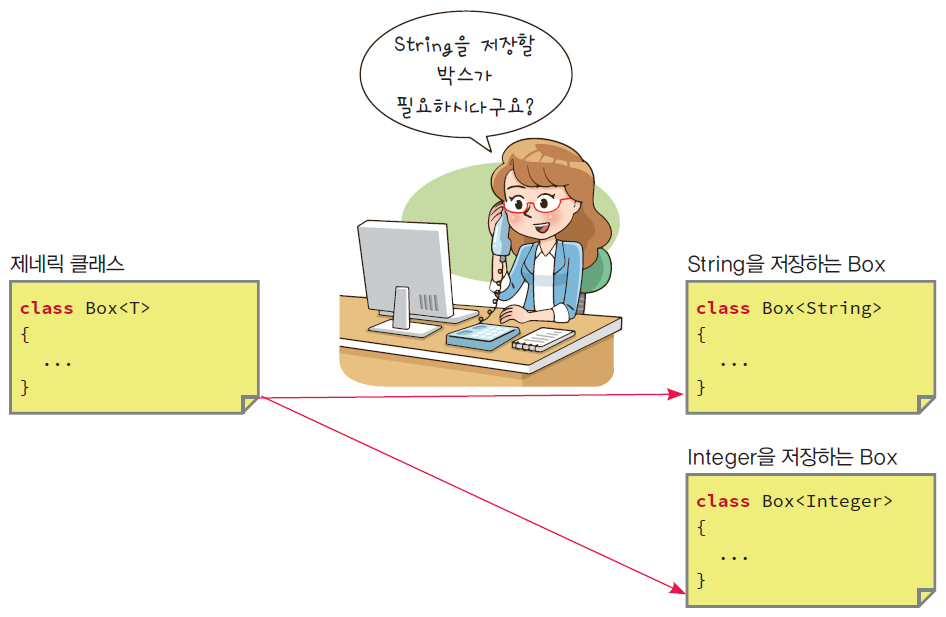 String을 저장할
박스가
필요하시다구요?
제네릭 클래스
class Box<T>
{
...
}
String을 저장하는 Box
class Box<String>
{
...
}
Integer을 저장하는 Box
class Box<Integer>
{
...
}